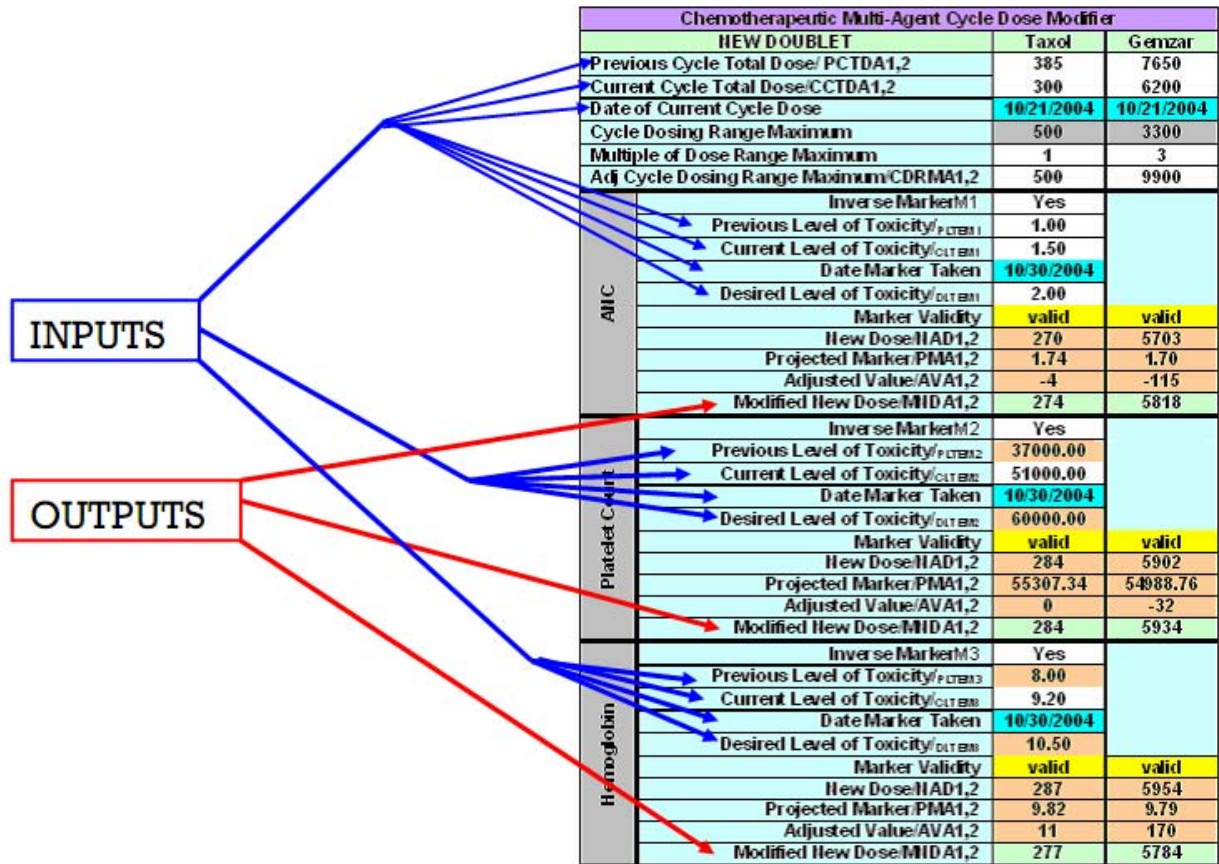 Chemotherapeutic Multi-Agent Cycle Dose Modifier
NEW DOUBLET Taxol Gemzar
Previous Cycle Total Dose/ PCTDA1,2 385 7650
Current Cycle Total Dose/CCTDA1,2 300 6200
Date of Current Cycle Dose 10/21/2004 10/21/2004
Cycle Dosing Range Maximum 500 3300
Multiple of Dose Range Maximum 1 3
Adj Cycle Dosing Range Maximum/CDRMA1,2 500 9900
ANC
Inverse MarkerM1 Yes
Previous Level of Toxicity/PLTEM1 1.00
Current Level of Toxicity/CLTEM1 1.50
Date Marker Taken 10/30/2004
Desired Level of Toxicity/DLTEM1 2.00
Marker Validity valid valid
New Dose/NAD1,2 270 5703
Projected Marker/PMA1,2 1.74 1.70
Adjusted Value/AVA1,2 -4 -115
Modified New Dose/MNDA1,2 274 5818
INPUTS
OUTPUTS
Platelet Count
Inverse MarkerM2 Yes
Previous Level of Toxicity/PLTEM2 37000.00
Current Level of Toxicity/CLTEM2 51000.00
Date Marker Taken 10/30/2004
Desired Level of Toxicity/DLTEM2 60000.00
Marker Validity valid valid
New Dose/NAD1,2 284 5902
Projected Marker/PMA1,2 55307.34 54988.76
Adjusted Value/AVA1,2 0 -32
Modified New Dose/MNDA1,2 284 5934
Hemoglobin
Inverse MarkerM3 Yes
Previous Level of Toxicity/PLTEM3 8.00
Current Level of Toxicity/CLTEM3 9.20
Date Marker Taken 10/30/2004
Desired Level of Toxicity/DLTEM3 10.50
Marker Validity valid valid
New Dose/NAD1,2 287 5954
Projected Marker/PMA1,2 9.82 9.79
Adjusted Value/AVA1,2 11 170
Modified New Dose/MNDA1,2 277 5784